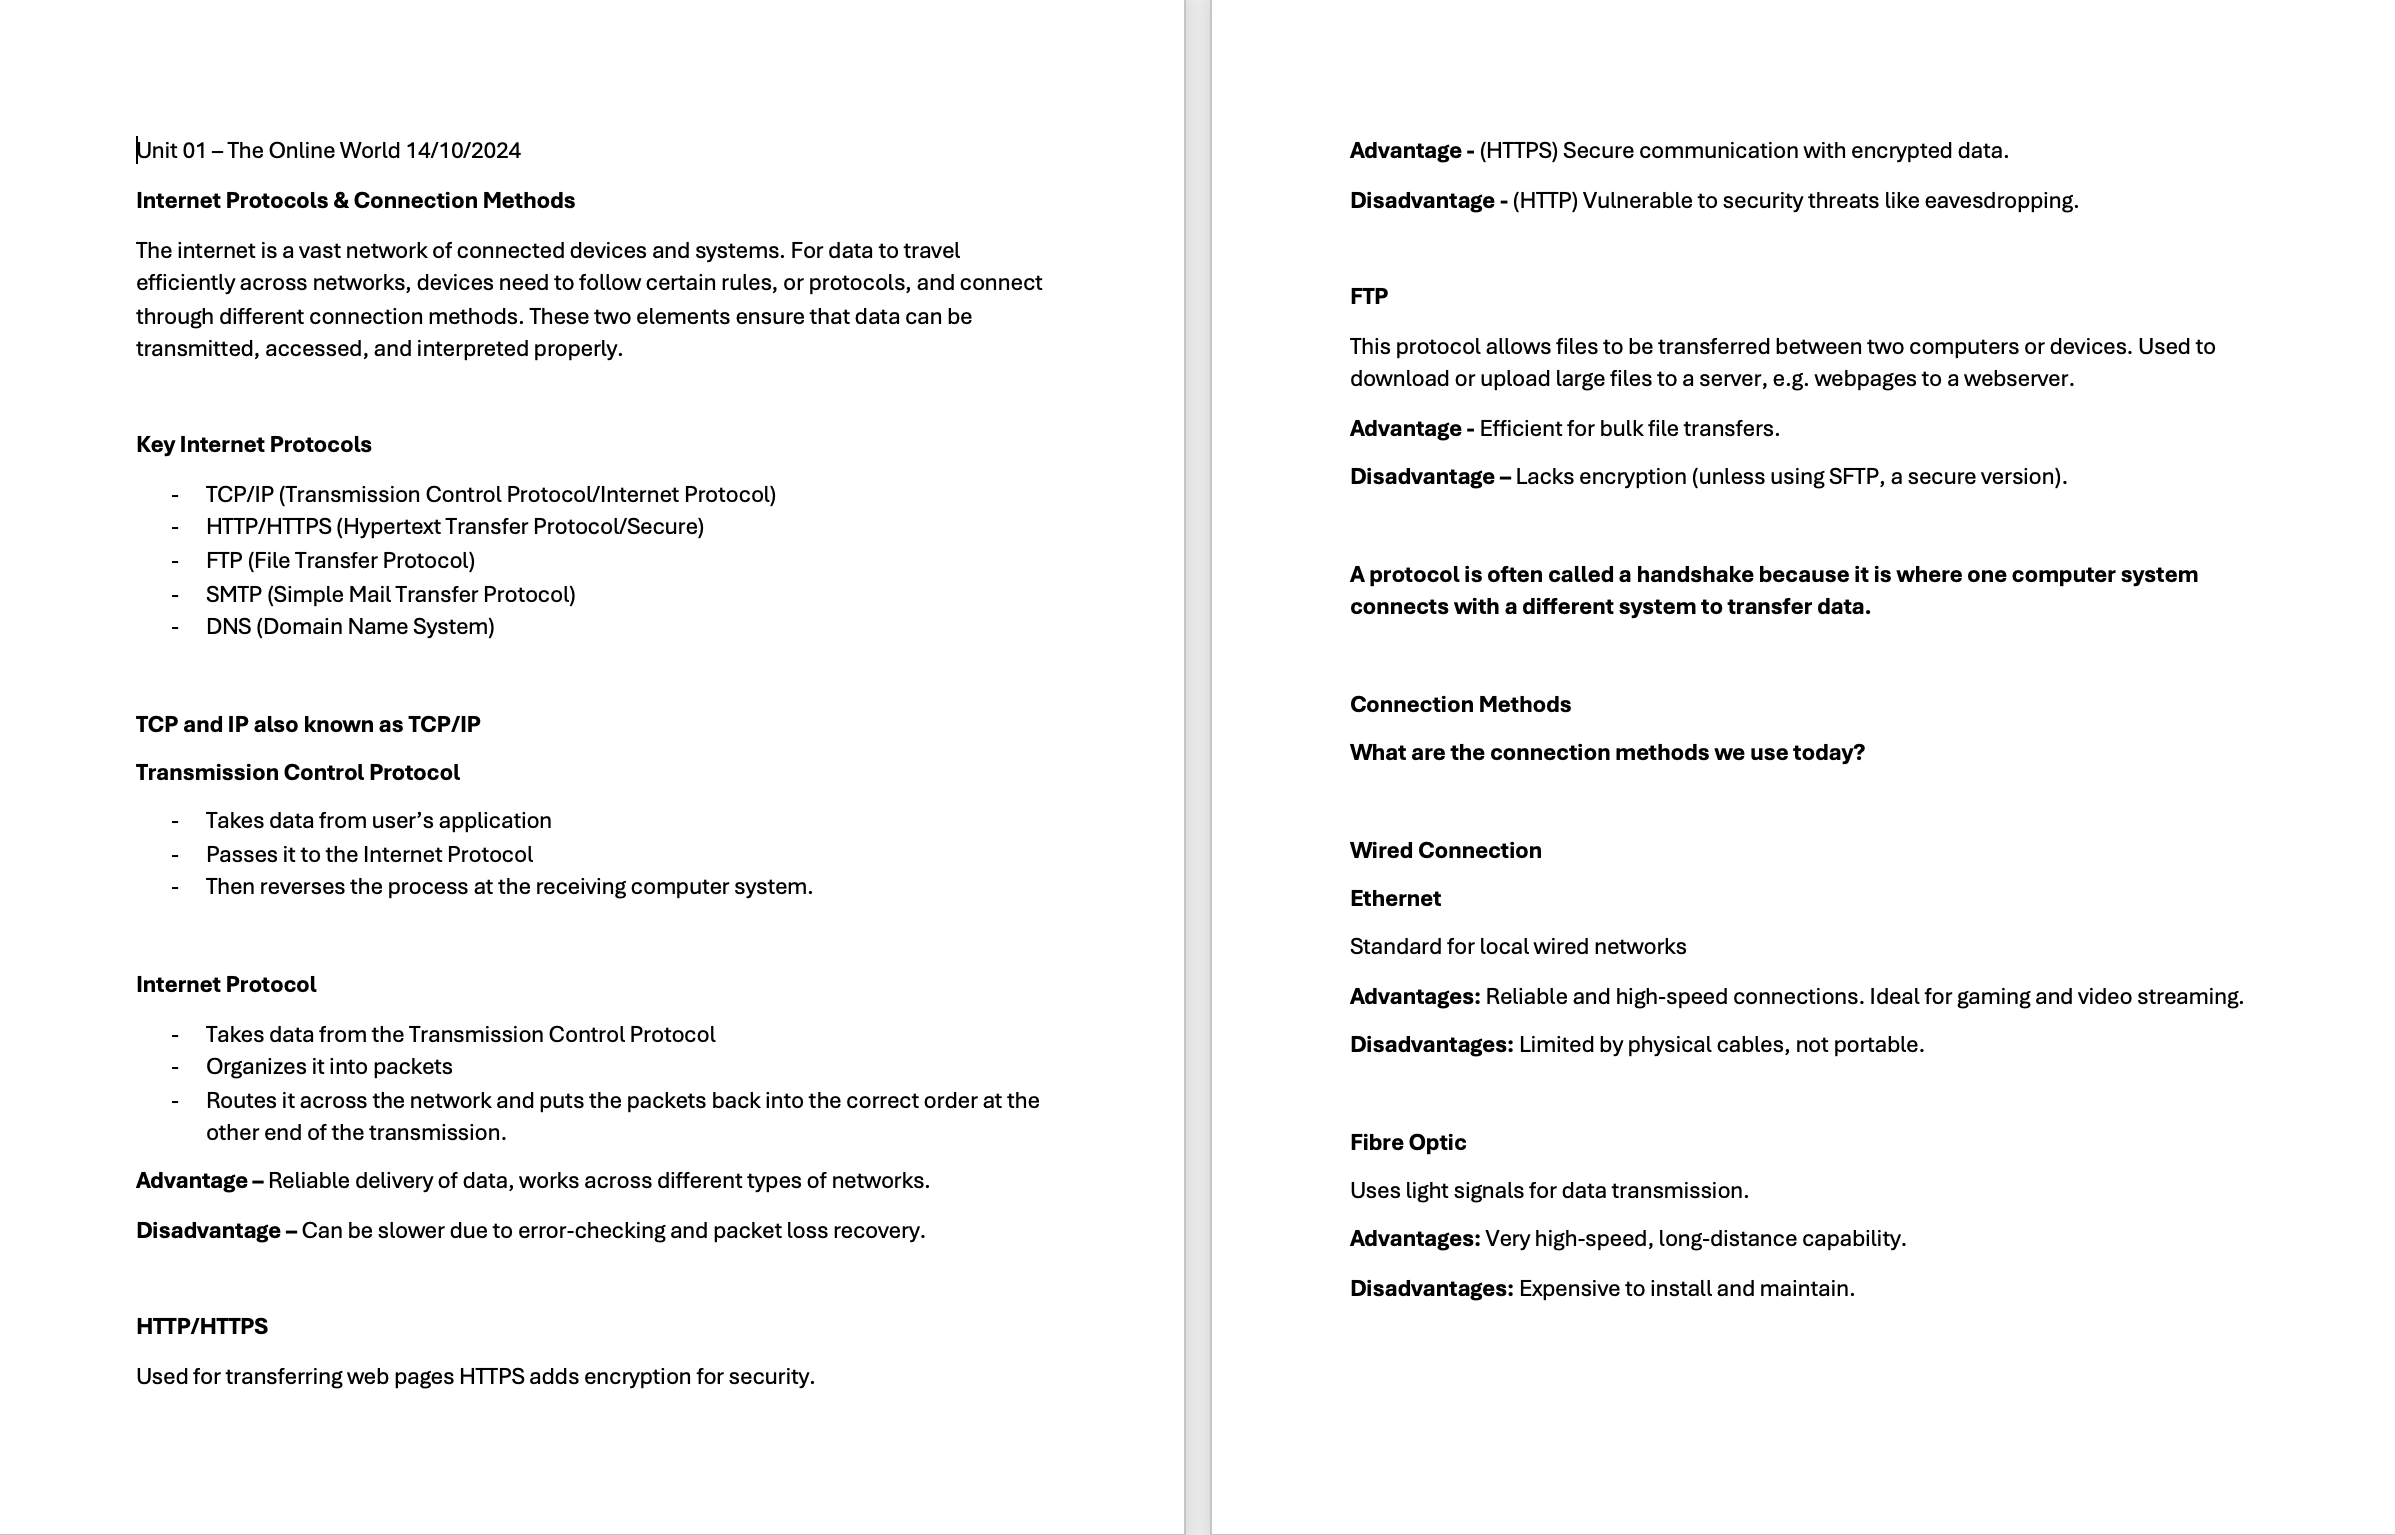 Unit 01 – The Online World 14/10/2024
Internet Protocols & Connection Methods
The internet is a vast network of connected devices and systems. For data to travel
efficiently across networks, devices need to follow certain rules, or protocols, and connect
through different connection methods. These two elements ensure that data can be
transmitted, accessed, and interpreted properly.
Key Internet Protocols
- TCP/IP (Transmission Control Protocol/Internet Protocol)
- HTTP/HTTPS (Hypertext Transfer Protocol/Secure)
- FTP (File Transfer Protocol)
- SMTP (Simple Mail Transfer Protocol)
- DNS (Domain Name System)
TCP and IP also known as TCP/IP
Transmission Control Protocol
- Takes data from user’s application
- Passes it to the Internet Protocol
- Then reverses the process at the receiving computer system.
Internet Protocol
- Takes data from the Transmission Control Protocol
- Organizes it into packets
- Routes it across the network and puts the packets back into the correct order at the
other end of the transmission.
Advantage – Reliable delivery of data, works across different types of networks.
Disadvantage – Can be slower due to error-checking and packet loss recovery.
HTTP/HTTPS
Used for transferring web pages HTTPS adds encryption for security.
Advantage - (HTTPS) Secure communication with encrypted data.
Disadvantage - (HTTP) Vulnerable to security threats like eavesdropping.
FTP
This protocol allows files to be transferred between two computers or devices. Used to
download or upload large files to a server, e.g. webpages to a webserver.
Advantage - Efficient for bulk file transfers.
Disadvantage – Lacks encryption (unless using SFTP, a secure version).
A protocol is often called a handshake because it is where one computer system
connects with a different system to transfer data.
Connection Methods
What are the connection methods we use today?
Wired Connection
Ethernet
Standard for local wired networks
Advantages: Reliable and high-speed connections. Ideal for gaming and video streaming.
Disadvantages: Limited by physical cables, not portable.
Fibre Optic
Uses light signals for data transmission.
Advantages: Very high-speed, long-distance capability.
Disadvantages: Expensive to install and maintain.